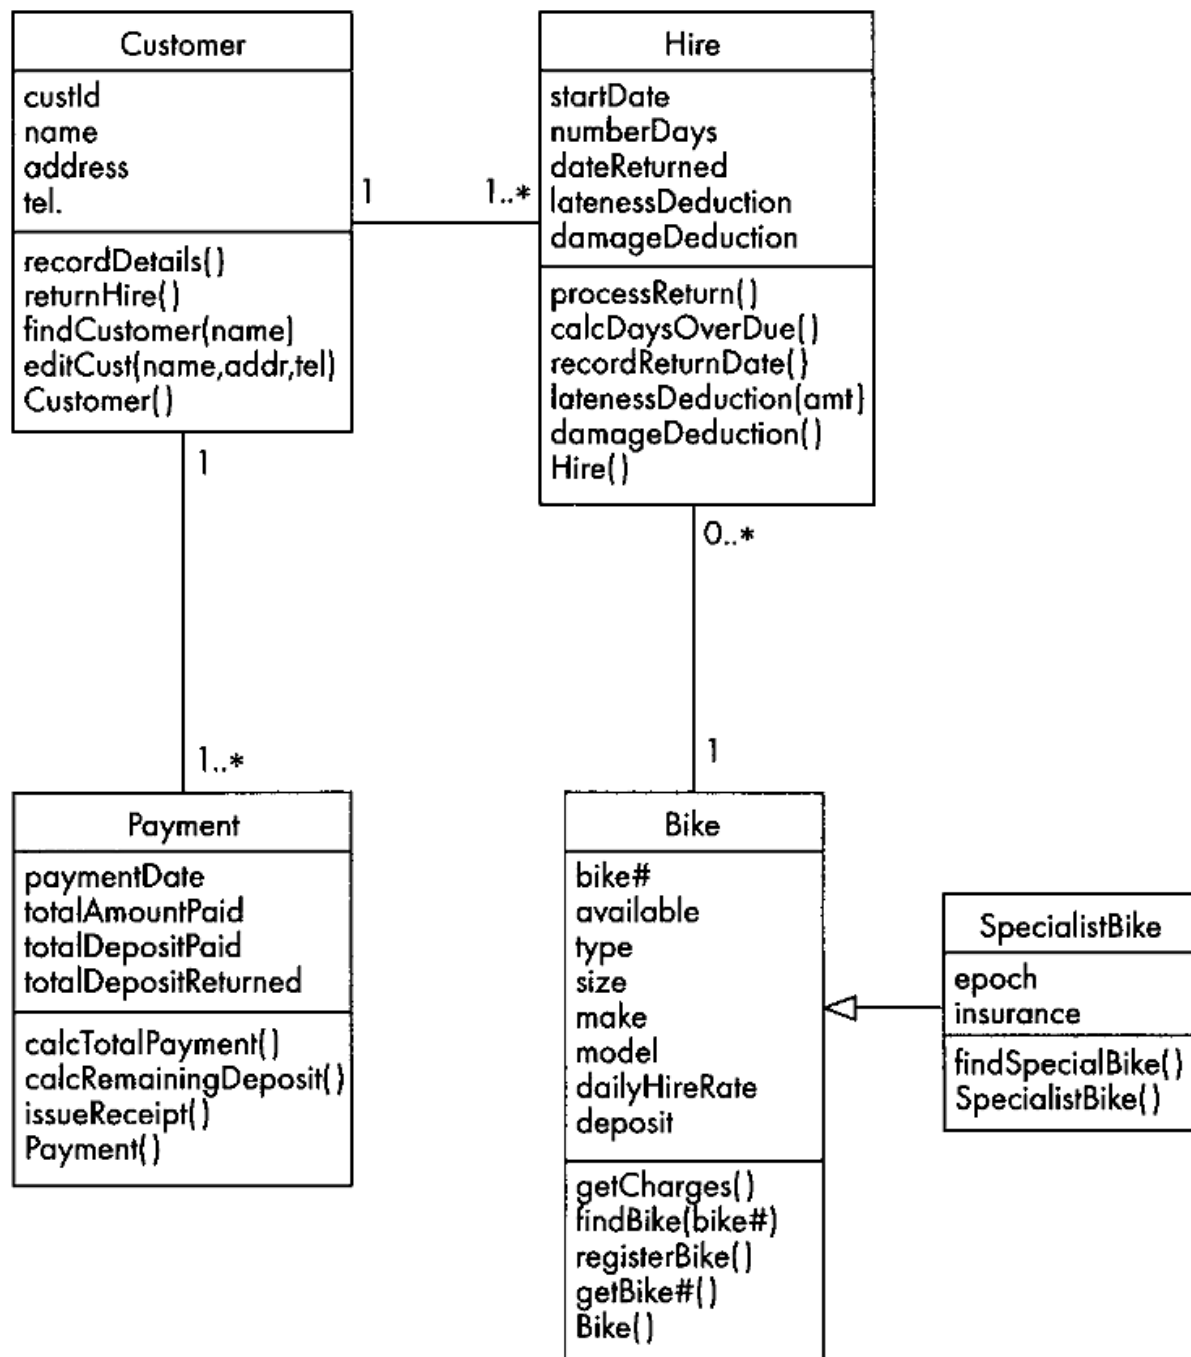 Customer
custId
name
address
tel.
recordDetails()
returnHire()
findCustomer(name)
editCust(name,addr,tel)
Customer()
1
1..*
Hire
startDate
numberDays
dateReturned
latenessDeduction
damageDeduction
processReturn()
calcDaysOverDue()
recordReturnDate()
latenessDeduction(amt)
damageDeduction()
Hire()
1
1..*
0..*
1
Payment
paymentDate
totalAmountPaid
totalDepositPaid
totalDepositReturned
calcTotalPayment()
calcRemainingDeposit()
issueReceipt()
Payment()
Bike
bike#
available
type
size
make
model
dailyHireRate
deposit
getCharges()
findBike(bike#)
registerBike()
getBike#()
Bike()
SpecialistBike
epoch
insurance
findSpecialBike()
SpecialistBike()